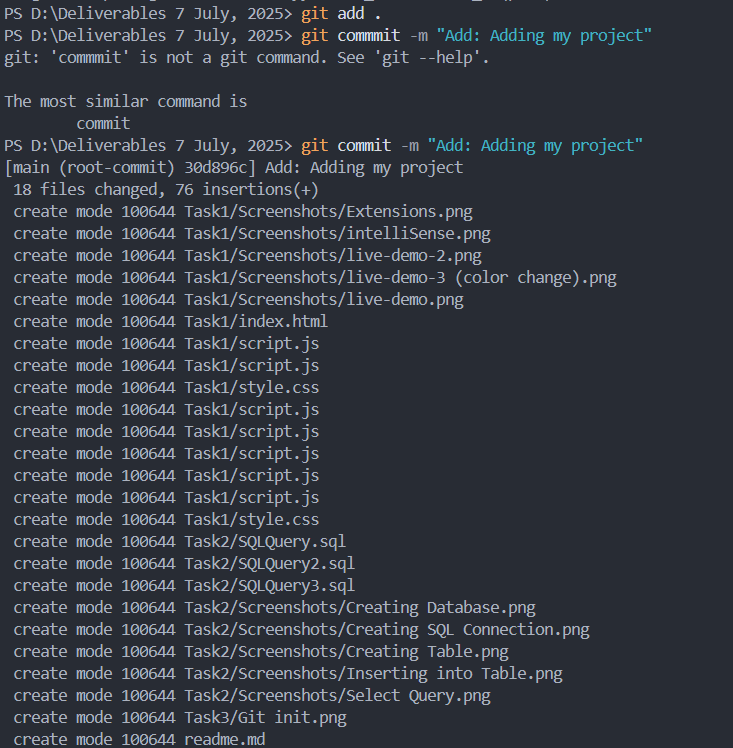 PS D:\Deliverables 7 July, 2025> git add .
PS D:\Deliverables 7 July, 2025> git commmit -m "Add: Adding my project"
git: 'commmit' is not a git command. See 'git --help'.
The most similar command is
commit
PS D:\Deliverables 7 July, 2025> git commit -m "Add: Adding my project"
[main (root-commit) 30d896c] Add: Adding my project
18 files changed, 76 insertions(+)
create mode 100644 Task1/Screenshots/Extensions.png
create mode 100644 Task1/Screenshots/intelliSense.png
create mode 100644 Task1/Screenshots/live-demo-2.png
create mode 100644 Task1/Screenshots/live-demo-3 (color change).png
create mode 100644 Task1/Screenshots/live-demo.png
create mode 100644 Task1/index.html
create mode 100644 Task1/script.js
create mode 100644 Task1/script.js
create mode 100644 Task1/style.css
create mode 100644 Task1/script.js
create mode 100644 Task1/script.js
create mode 100644 Task1/script.js
create mode 100644 Task1/script.js
create mode 100644 Task1/script.js
create mode 100644 Task1/style.css
create mode 100644 Task2/SQLQuery.sql
create mode 100644 Task2/SQLQuery2.sql
create mode 100644 Task2/SQLQuery3.sql
create mode 100644 Task2/Screenshots/Creating Database.png
create mode 100644 Task2/Screenshots/Creating SQL Connection.png
create mode 100644 Task2/Screenshots/Creating Table.png
create mode 100644 Task2/Screenshots/Inserting into Table.png
create mode 100644 Task2/Screenshots/Select Query.png
create mode 100644 Task3/Git init.png
create mode 100644 readme.md